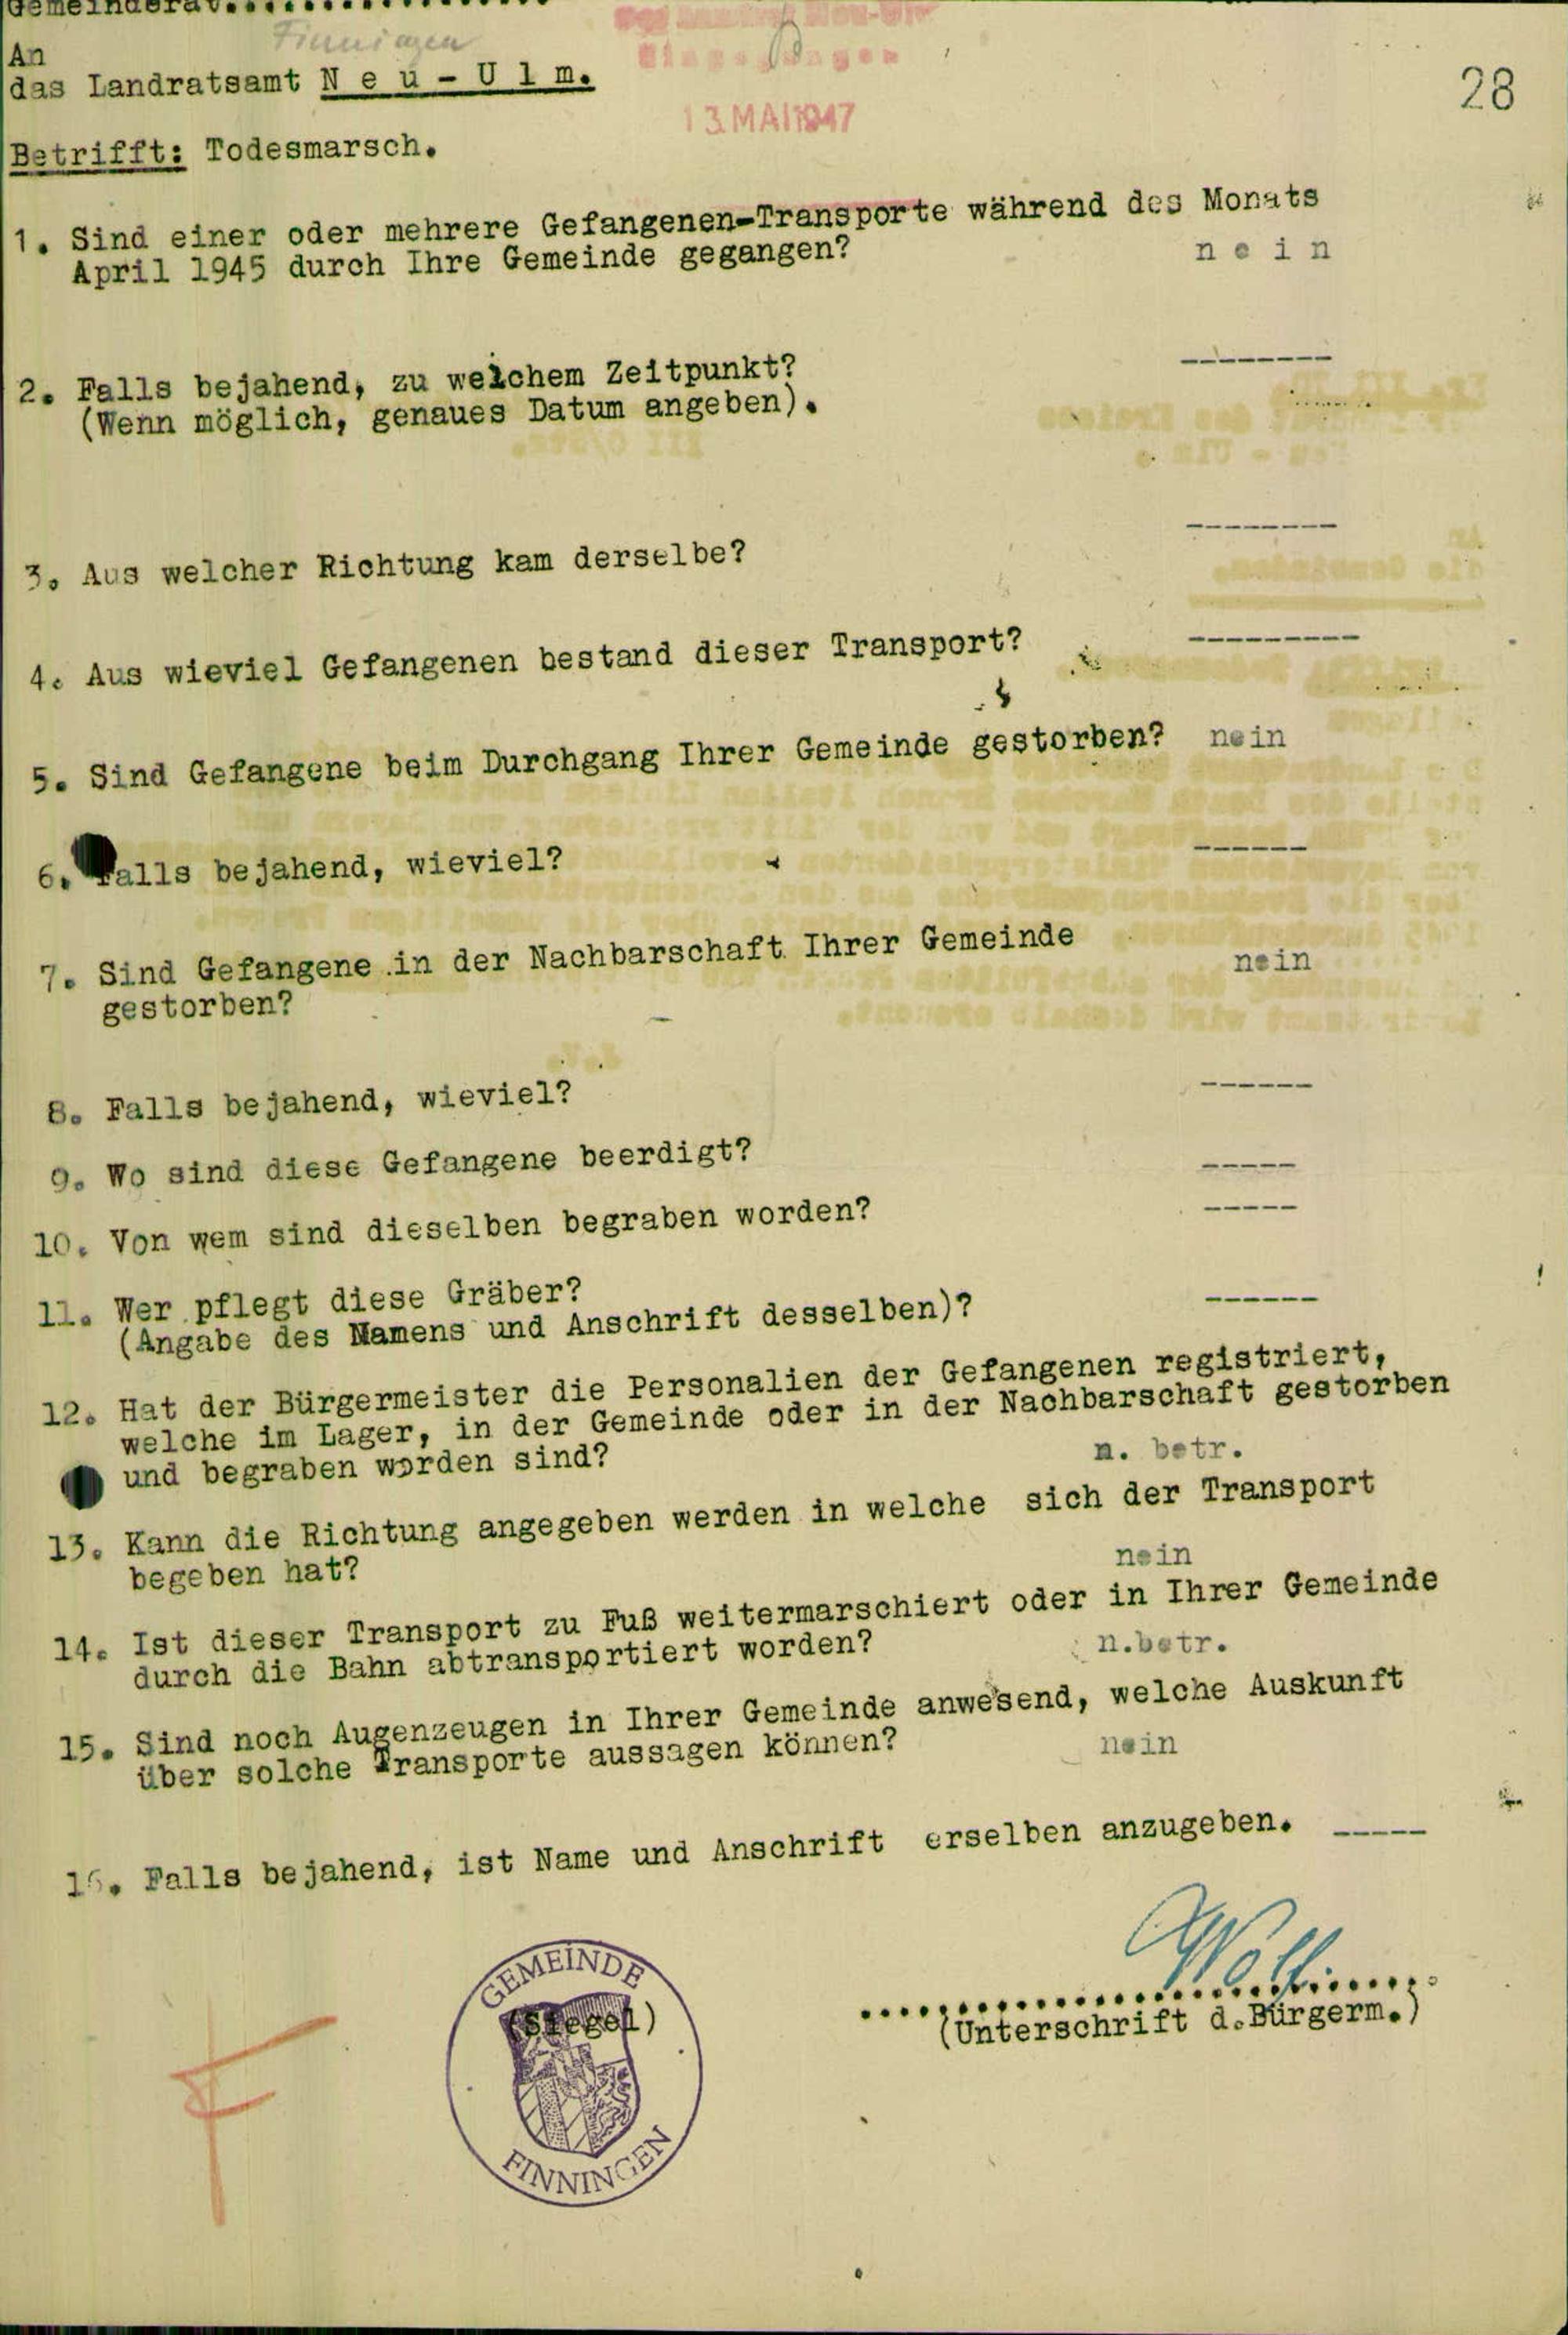 Gemeinderat..................
Finningen
An
das Landratsamt N e u - U l m.
Eingegangen
13. MAI 1947
28
Betrifft: Todesmarsch.
1. Sind einer oder mehrere Gefangenen-Transporte während des Monats
April 1945 durch Ihre Gemeinde gegangen? n e i n
2. Falls bejahend, zu welchem Zeitpunkt? --------
(Wenn möglich, genaues Datum angeben).
3. Aus welcher Richtung kam derselbe? --------
4. Aus wieviel Gefangenen bestand dieser Transport? ---------
5. Sind Gefangene beim Durchgang Ihrer Gemeinde gestorben? nein
6. Falls bejahend, wieviel? ------
7. Sind Gefangene in der Nachbarschaft Ihrer Gemeinde nein
gestorben?
8. Falls bejahend, wieviel? ------
9. Wo sind diese Gefangene beerdigt? -----
10. Von wem sind dieselben begraben worden? -----
11. Wer pflegt diese Gräber?
(Angabe des Namens und Anschrift desselben)? ------
12. Hat der Bürgermeister die Personalien der Gefangenen registriert,
welche im Lager, in der Gemeinde oder in der Nachbarschaft gestorben
und begraben worden sind? n. betr.
13. Kann die Richtung angegeben werden in welche sich der Transport
begeben hat? nein
14. Ist dieser Transport zu Fuß weitermarschiert oder in Ihrer Gemeinde
durch die Bahn abtransportiert worden? n.betr.
15. Sind noch Augenzeugen in Ihrer Gemeinde anwesend, welche Auskunft
über solche Transporte aussagen können? nein
16. Falls bejahend, ist Name und Anschrift erselben anzugeben. -----
Wolf
..............................
(Unterschrift d.Bürgerm.)
GEMEINDE
(Siegel)
FINNINGEN
F